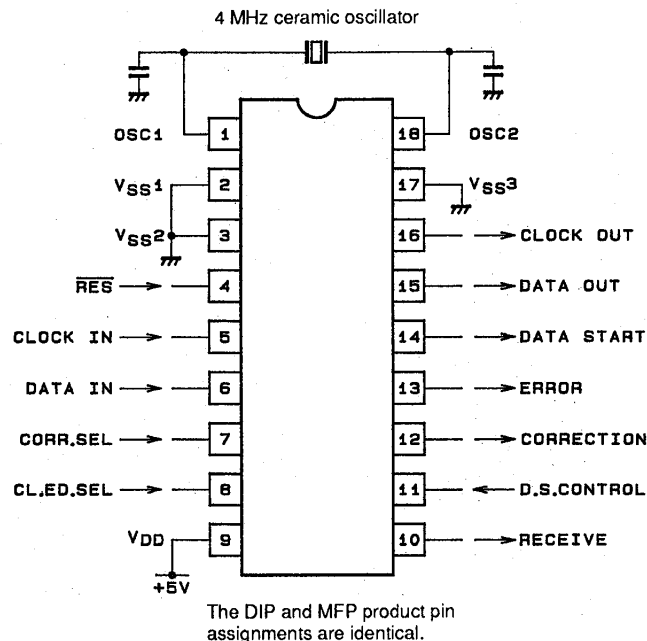 4 MHz ceramic oscillator
OSC1 1 18 OSC2
VSS1 2 17 VSS3
VSS2 3 16 CLOCK OUT
RES 4 15 DATA OUT
CLOCK IN 5 14 DATA START
DATA IN 6 13 ERROR
CORR.SEL 7 12 CORRECTION
CL.ED.SEL 8 11 D.S.CONTROL
VDD 9 10 RECEIVE
+5V
The DIP and MFP product pin
assignments are identical.